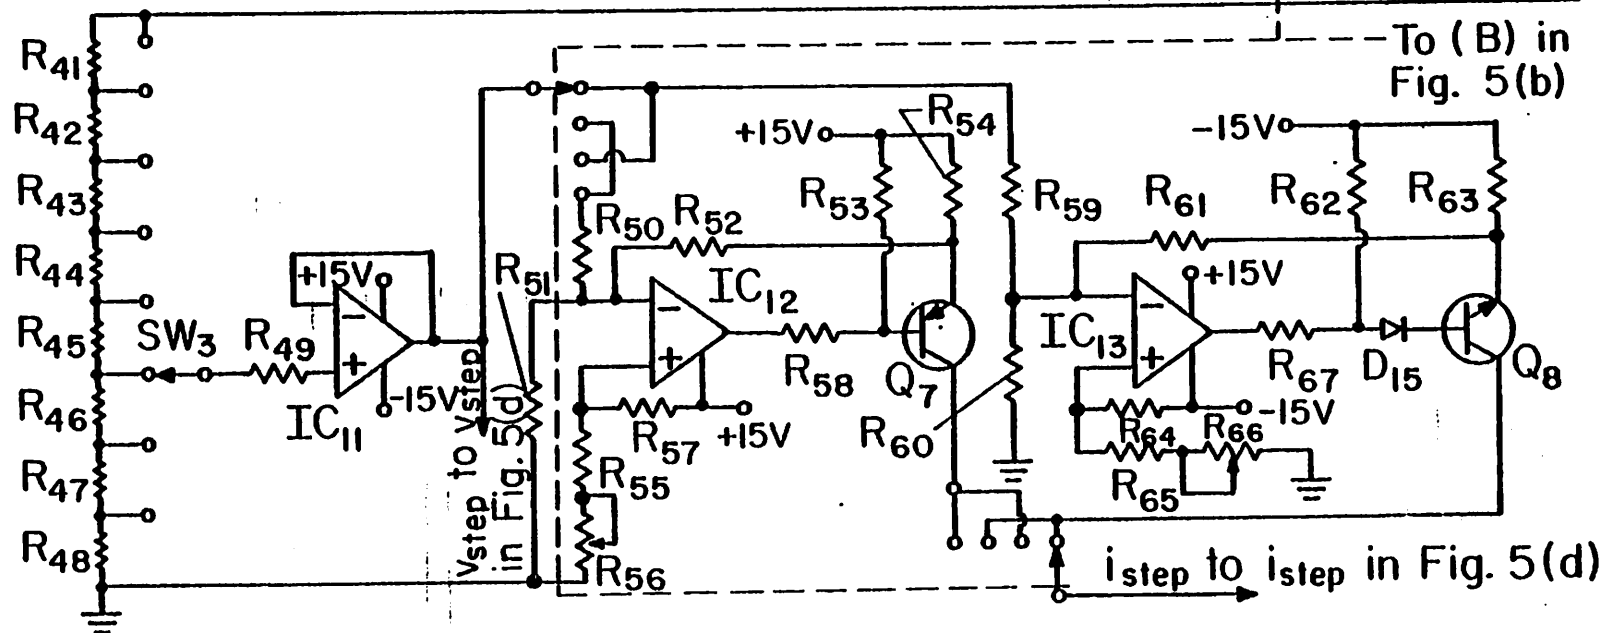 To (B) in
Fig. 5(b)
R41
R42
R43
R44
R45
R46
R47
R48
SW3
R49
+15V
-15V
IC11
Vstep to Vstep
in Fig. 5(d)
R51
R50
R52
IC12
+15V
R53
R54
R58
Q7
R57
+15V
R55
R56
R59
R60
R61
IC13
+15V
-15V
R62
R63
-15V
R64
R66
R65
R67
D15
Q8
istep to istep in Fig. 5(d)